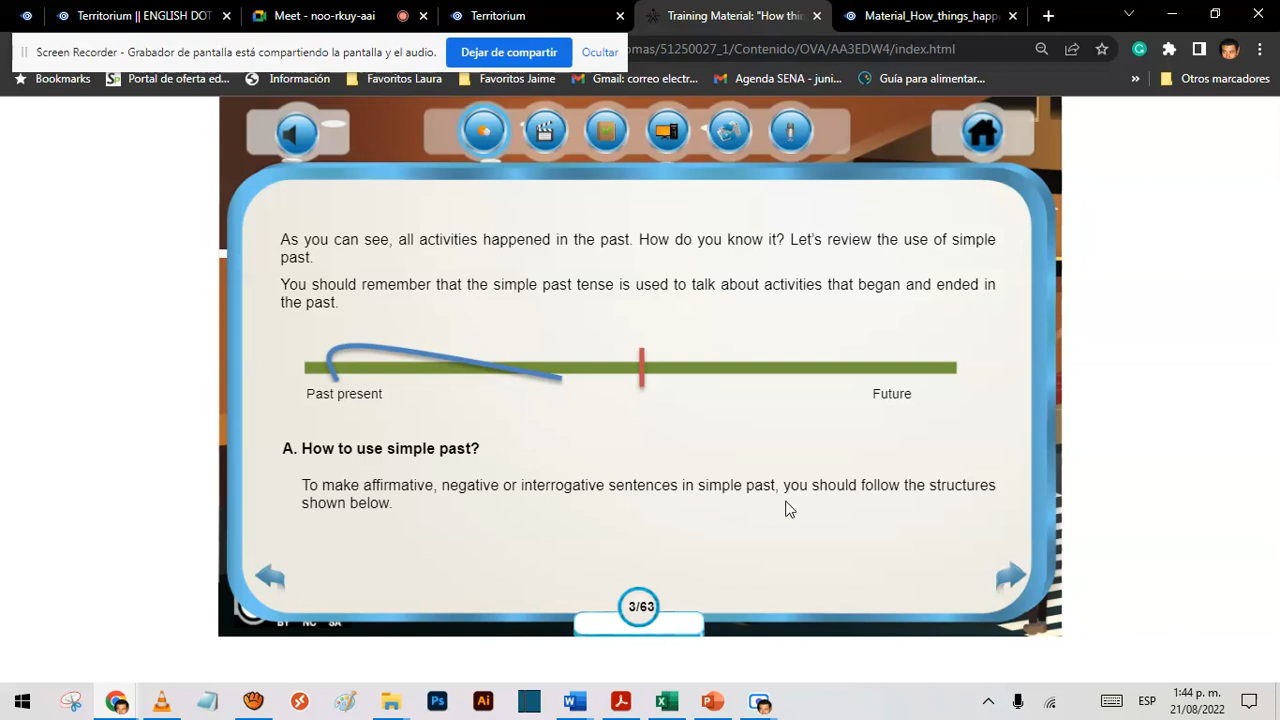 Territorium || ENGLISH DOT
Meet - noo-rkuy-aai
Territorium
Training Material: "How thin
Material_How_things_happ
Screen Recorder - Grabador de pantalla está compartiendo la pantalla y el audio.
Dejar de compartir
Ocultar
omas/51250027_1/Contenido/OVA/AA3EDW4/index.html
Bookmarks
Portal de oferta ed...
Información
Favoritos Laura
Favoritos Jaime
Gmail: correo electr...
Agenda SENA - juni...
Guía para alimentar...
»
Otros marcadores
As you can see, all activities happened in the past. How do you know it? Let’s review the use of simple
past.
You should remember that the simple past tense is used to talk about activities that began and ended in
the past.
Past present
Future
A. How to use simple past?
To make affirmative, negative or interrogative sentences in simple past, you should follow the structures
shown below.
3/63
BY NC SA
Ps
Ai
ESP
1:44 p. m.
21/08/2022